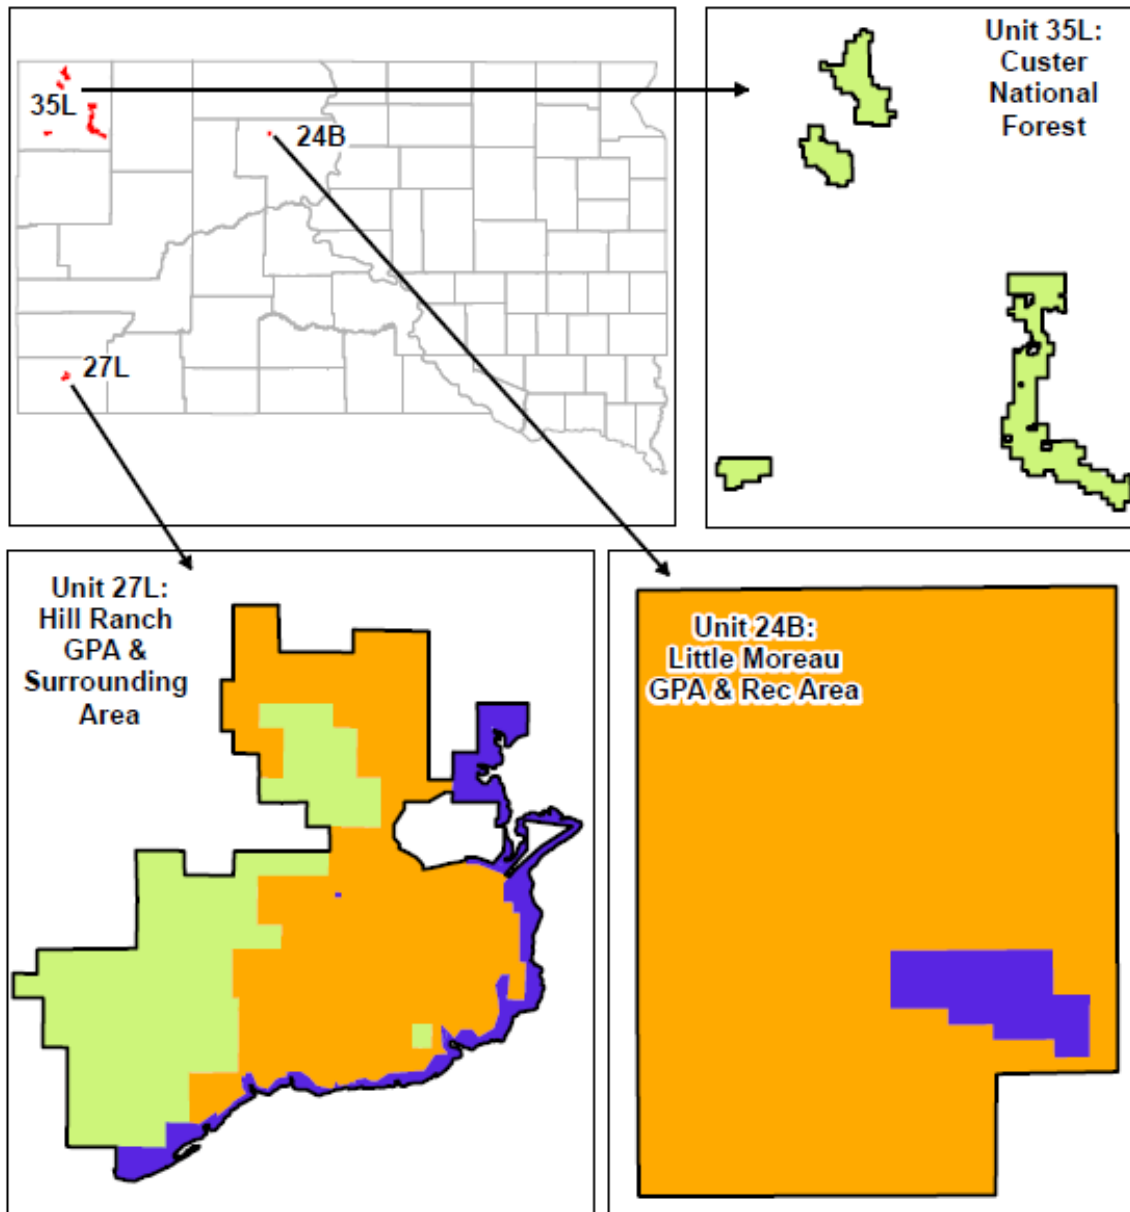 35L
24B
27L
Unit 35L:
Custer
National
Forest
Unit 27L:
Hill Ranch
GPA &
Surrounding
Area
Unit 24B:
Little Moreau
GPA & Rec Area